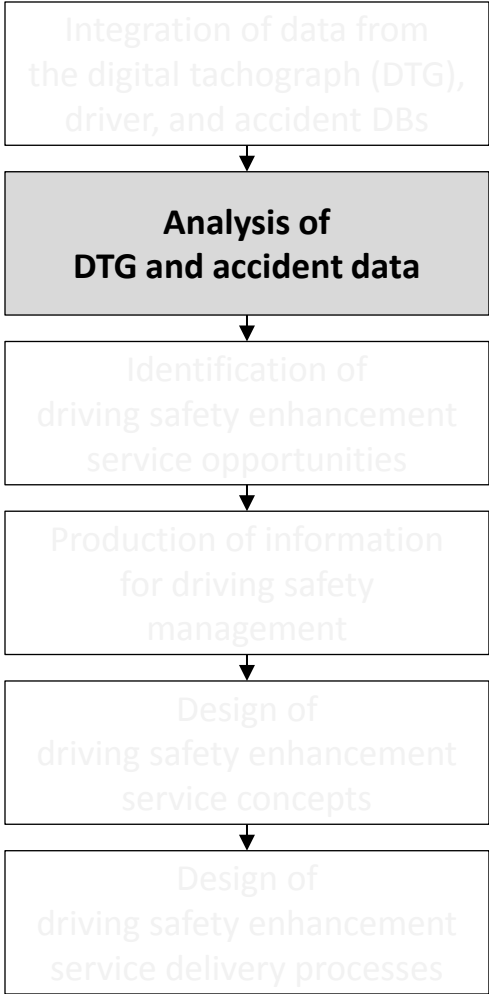 Integration of data from
the digital tachograph (DTG),
driver, and accident DBs
Analysis of
DTG and accident data
Identification of
driving safety enhancement
service opportunities
Production of information
for driving safety
management
Design of
driving safety enhancement
service concepts
Design of
driving safety enhancement
service delivery processes